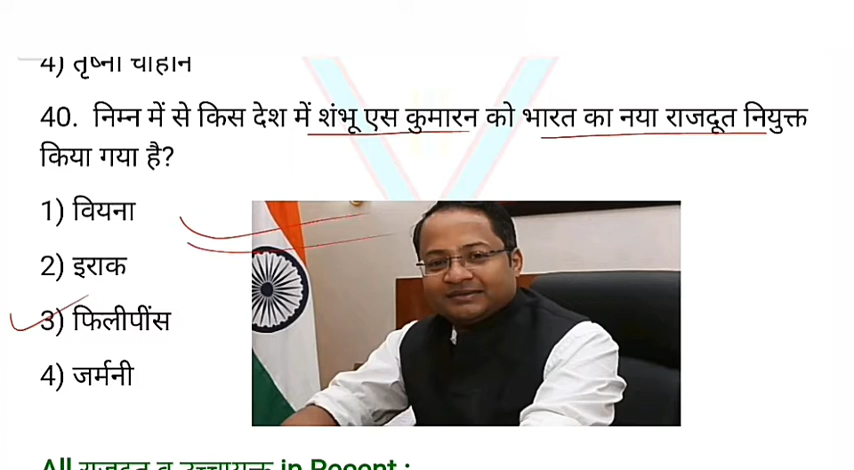 4) तृष्ना चौहान
40. निम्न में से किस देश में शंभू एस कुमारन को भारत का नया राजदूत नियुक्त
किया गया है?
1) वियना
2) इराक
3) फिलीपींस
4) जर्मनी
All राजदूत व उच्चायुक्त in Recent :